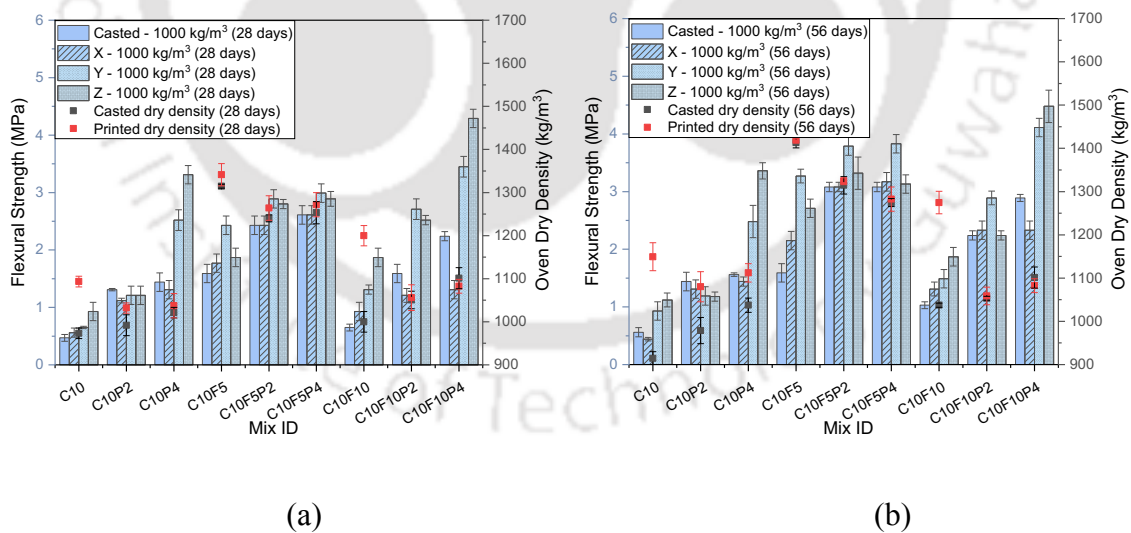 6
5
4
3
2
1
0
Flexural Strength (MPa)
Casted - 1000 kg/m³ (28 days)
X - 1000 kg/m³ (28 days)
Y - 1000 kg/m³ (28 days)
Z - 1000 kg/m³ (28 days)
Casted dry density (28 days)
Printed dry density (28 days)
1700
1600
1500
1400
1300
1200
1100
1000
900
Oven Dry Density (kg/m³)
C10
C10P2
C10P4
C10F5
C10F5P2
C10F5P4
C10F10
C10F10P2
C10F10P4
Mix ID
(a)
6
5
4
3
2
1
0
Flexural Strength (MPa)
Casted - 1000 kg/m³ (56 days)
X - 1000 kg/m³ (56 days)
Y - 1000 kg/m³ (56 days)
Z - 1000 kg/m³ (56 days)
Casted dry density (56 days)
Printed dry density (56 days)
1700
1600
1500
1400
1300
1200
1100
1000
900
Oven Dry Density (kg/m³)
C10
C10P2
C10P4
C10F5
C10F5P2
C10F5P4
C10F10
C10F10P2
C10F10P4
Mix ID
(b)
of Technology